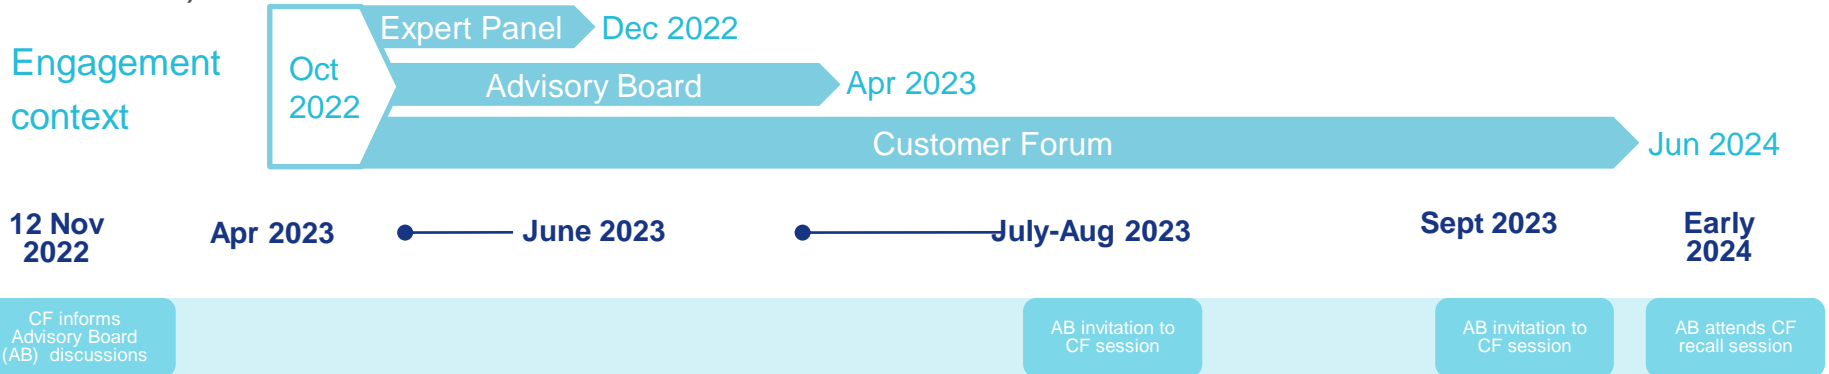 Engagement
context
Oct
2022
Expert Panel
Dec 2022
Advisory Board
Apr 2023
Customer Forum
Jun 2024
12 Nov
2022
Apr 2023
June 2023
July-Aug 2023
Sept 2023
Early
2024
CF informs
Advisory Board
(AB) discussions
AB invitation to
CF session
AB invitation to
CF session
AB attends CF
recall session